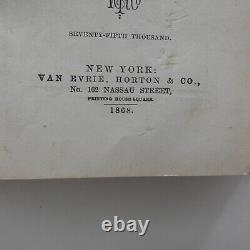 SEVENTY-FIFTH THOUSAND.
NEW YORK:
VAN EVRIE, HORTON & CO.,
No. 162 NASSAU STREET,
PRINTING HOUSE SQUARE.
1868.